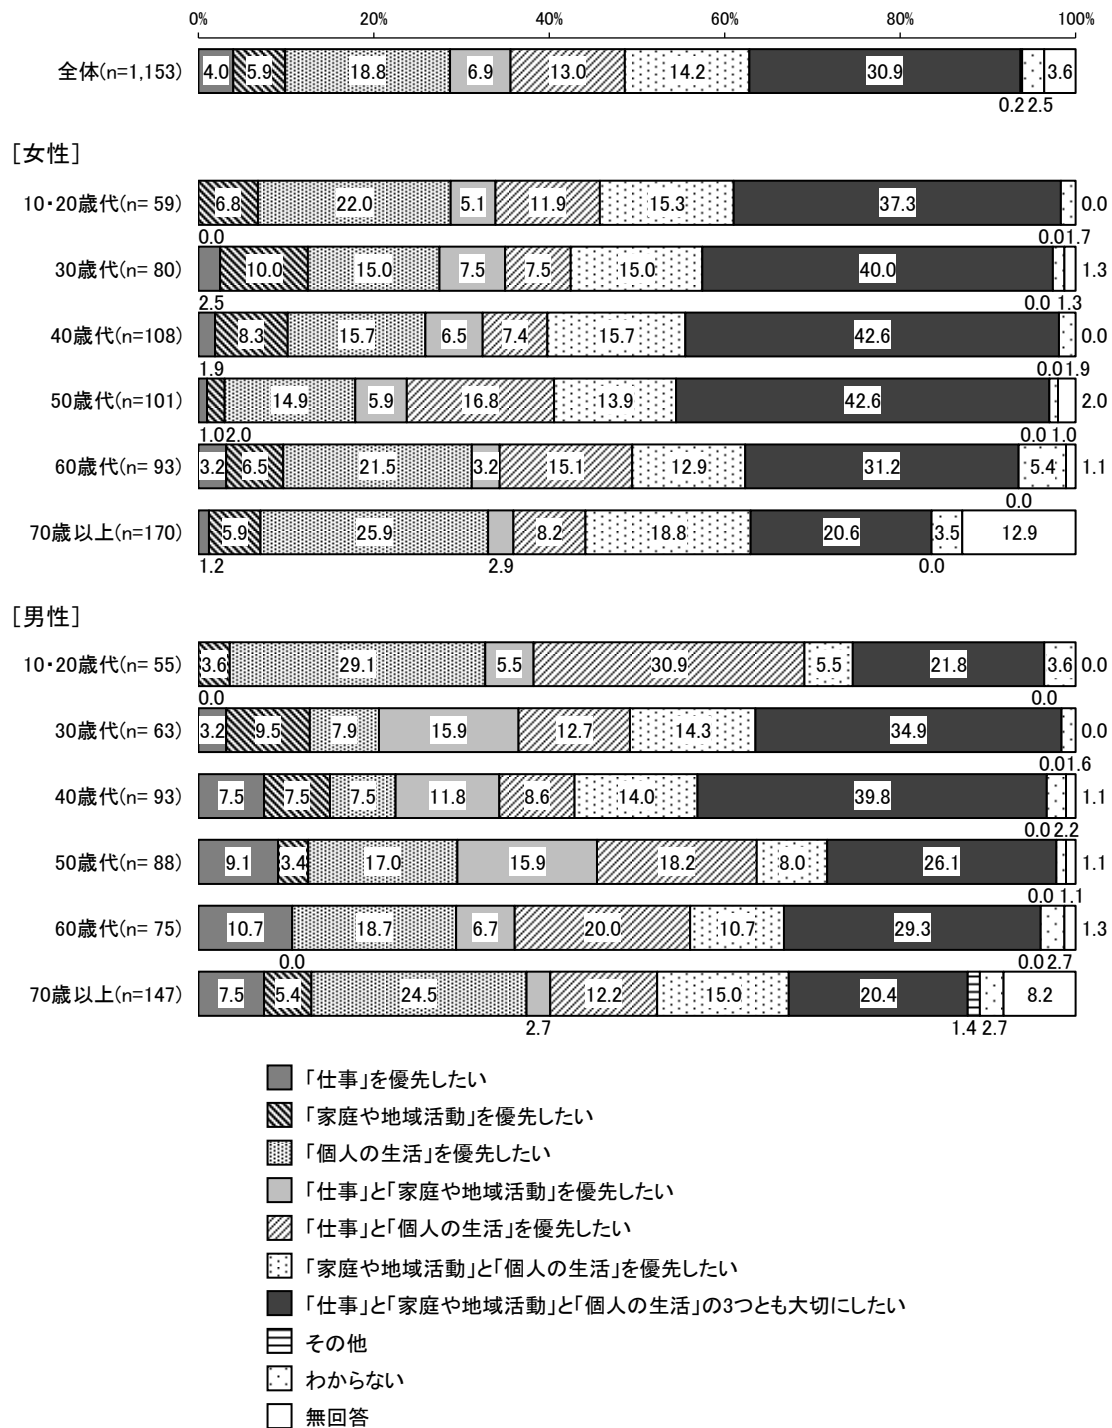 0% 20% 40% 60% 80% 100%
全体(n=1,153) 4.0 5.9 18.8 6.9 13.0 14.2 30.9 3.6
0.2 2.5
[女性]
10・20歳代(n= 59) 6.8 22.0 5.1 11.9 15.3 37.3 0.0
0.0 0.0 1.7
30歳代(n= 80) 10.0 15.0 7.5 7.5 15.0 40.0 1.3
2.5 0.0 1.3
40歳代(n=108) 8.3 15.7 6.5 7.4 15.7 42.6 0.0
1.9 0.0 1.9
50歳代(n=101) 14.9 5.9 16.8 13.9 42.6 2.0
1.0 2.0 0.0 1.0
60歳代(n= 93) 3.2 6.5 21.5 3.2 15.1 12.9 31.2 5.4 1.1
0.0
70歳以上(n=170) 5.9 25.9 8.2 18.8 20.6 3.5 12.9
1.2 2.9 0.0
[男性]
10・20歳代(n= 55) 3.6 29.1 5.5 30.9 5.5 21.8 3.6 0.0
0.0 0.0
30歳代(n= 63) 3.2 9.5 7.9 15.9 12.7 14.3 34.9 0.0
0.0 1.6
40歳代(n= 93) 7.5 7.5 7.5 11.8 8.6 14.0 39.8 1.1
0.0 2.2
50歳代(n= 88) 9.1 3.4 17.0 15.9 18.2 8.0 26.1 1.1
0.0 1.1
60歳代(n= 75) 10.7 18.7 6.7 20.0 10.7 29.3 1.3
0.0 0.0 2.7
70歳以上(n=147) 7.5 5.4 24.5 12.2 15.0 20.4 8.2
2.7 1.4 2.7
「仕事」を優先したい
「家庭や地域活動」を優先したい
「個人の生活」を優先したい
「仕事」と「家庭や地域活動」を優先したい
「仕事」と「個人の生活」を優先したい
「家庭や地域活動」と「個人の生活」を優先したい
「仕事」と「家庭や地域活動」と「個人の生活」の3つとも大切にしたい
その他
わからない
無回答